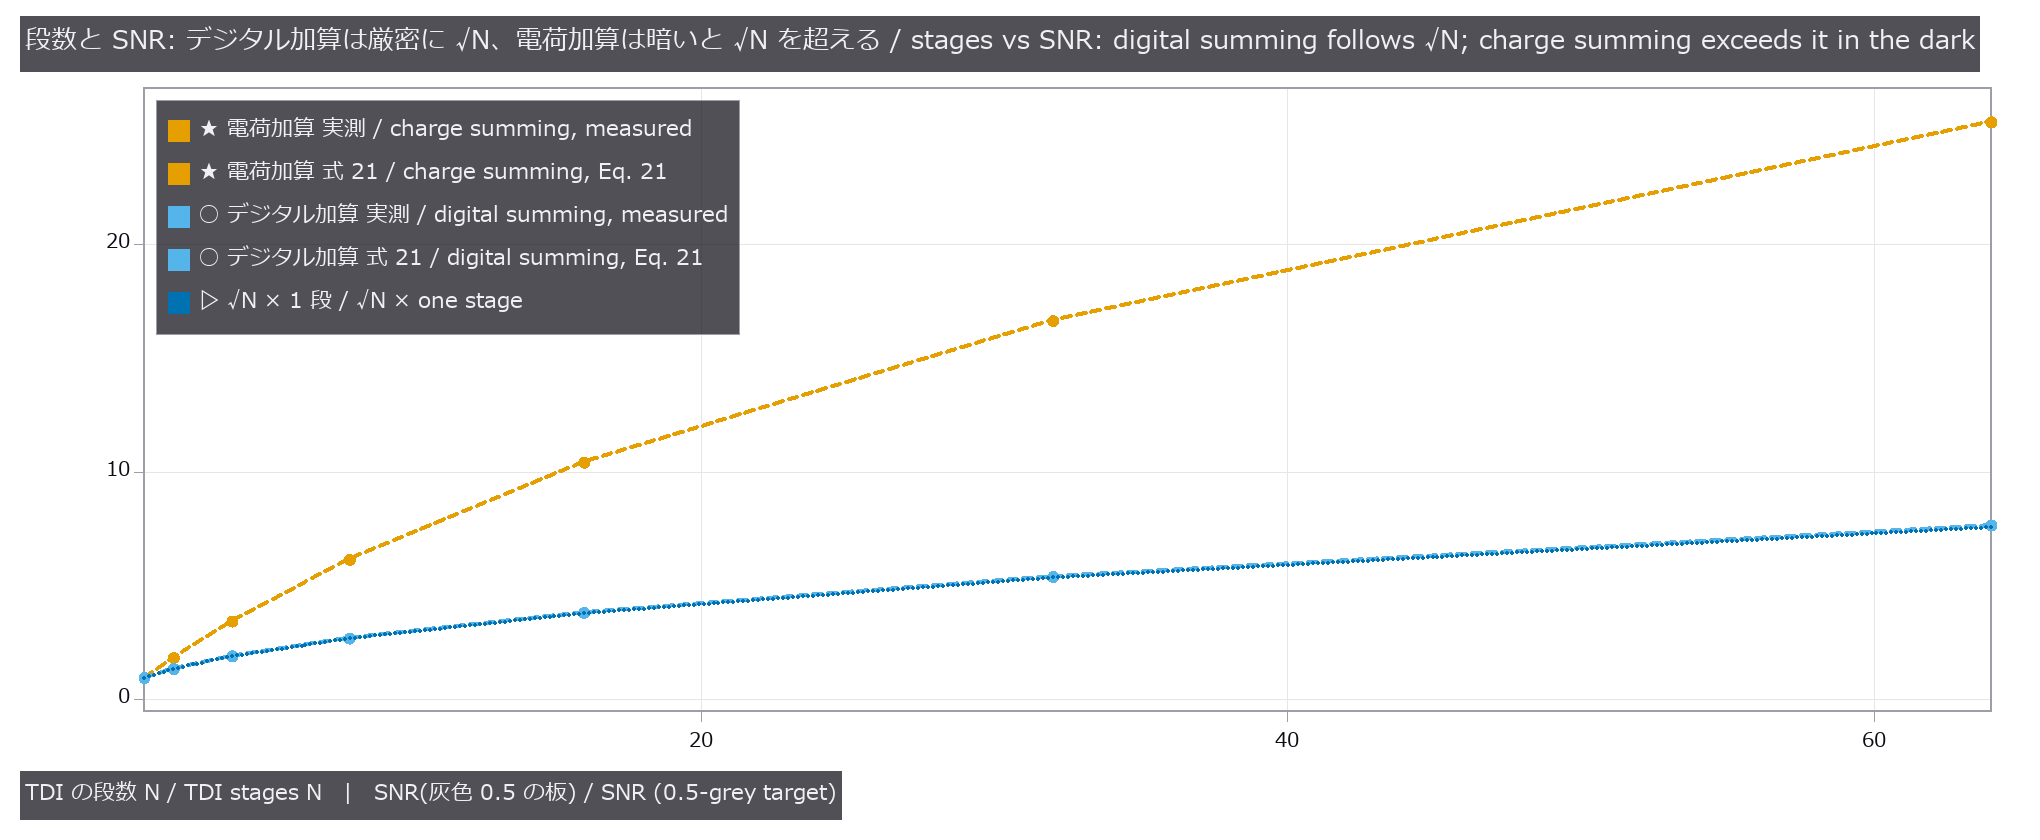 段数と SNR: デジタル加算は厳密に √N、電荷加算は暗いと √N を超える / stages vs SNR: digital summing follows √N; charge summing exceeds it in the dark
★ 電荷加算 実測 / charge summing, measured
★ 電荷加算 式 21 / charge summing, Eq. 21
○ デジタル加算 実測 / digital summing, measured
○ デジタル加算 式 21 / digital summing, Eq. 21
▷ √N × 1 段 / √N × one stage
20
10
0
20 40 60
TDI の段数 N / TDI stages N | SNR(灰色 0.5 の板) / SNR (0.5-grey target)